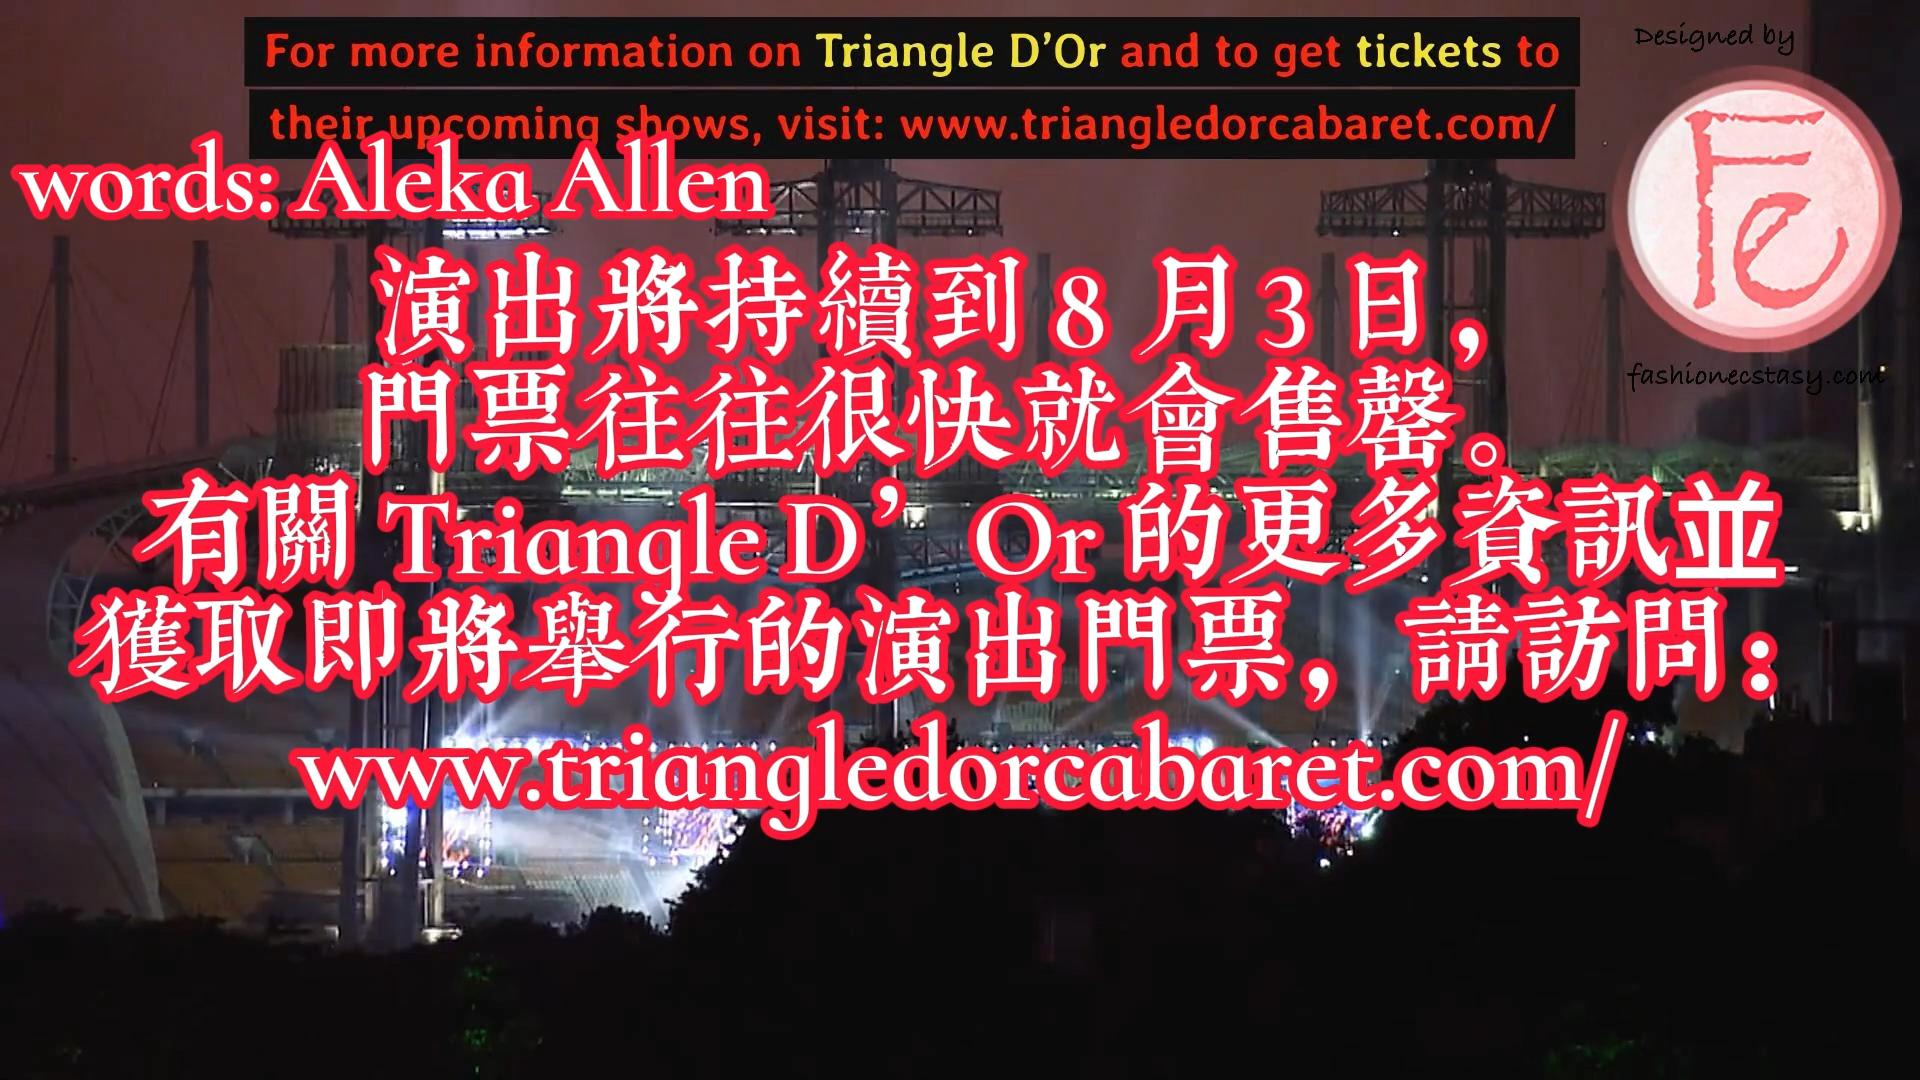 For more information on Triangle D’Or and to get tickets to
their upcoming shows, visit: www.triangledorcabaret.com/
Designed by
Fe
fashionecstasy.com
words: Aleka Allen
演出將持續到 8 月 3 日，
門票往往很快就會售罄。
有關 Triangle D’Or 的更多資訊並
獲取即將舉行的演出門票，請訪問：
www.triangledorcabaret.com/